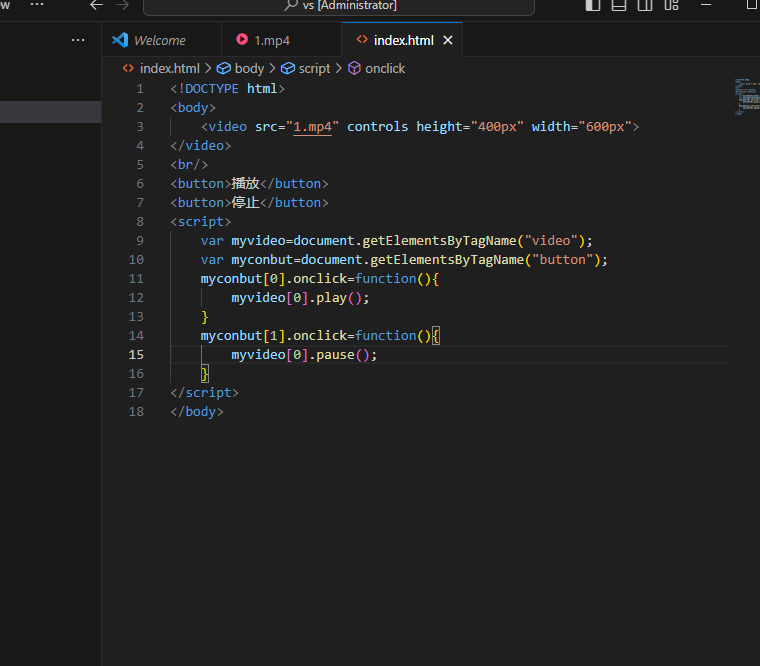 w ··· ← → vs [Administrator]
··· Welcome 1.mp4 index.html ×
index.html > body > script > onclick
1 <!DOCTYPE html>
2 <body>
3 <video src="1.mp4" controls height="400px" width="600px">
4 </video>
5 <br/>
6 <button>播放</button>
7 <button>停止</button>
8 <script>
9 var myvideo=document.getElementsByTagName("video");
10 var myconbut=document.getElementsByTagName("button");
11 myconbut[0].onclick=function(){
12 myvideo[0].play();
13 }
14 myconbut[1].onclick=function(){
15 myvideo[0].pause();
16 }
17 </script>
18 </body>